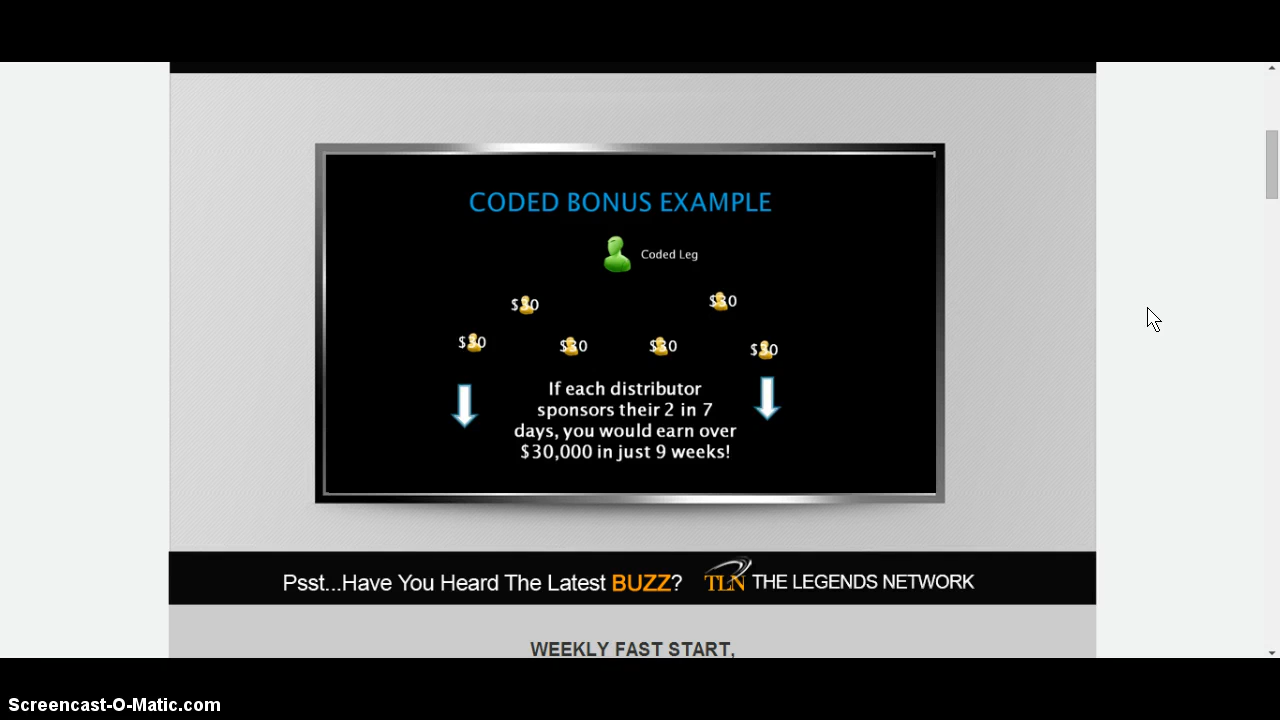 CODED BONUS EXAMPLE
Coded Leg
$30 $30
$30 $30 $30 $30
If each distributor
sponsors their 2 in 7
days, you would earn over
$30,000 in just 9 weeks!
Psst...Have You Heard The Latest BUZZ? TLN THE LEGENDS NETWORK
WEEKLY FAST START,
Screencast-O-Matic.com